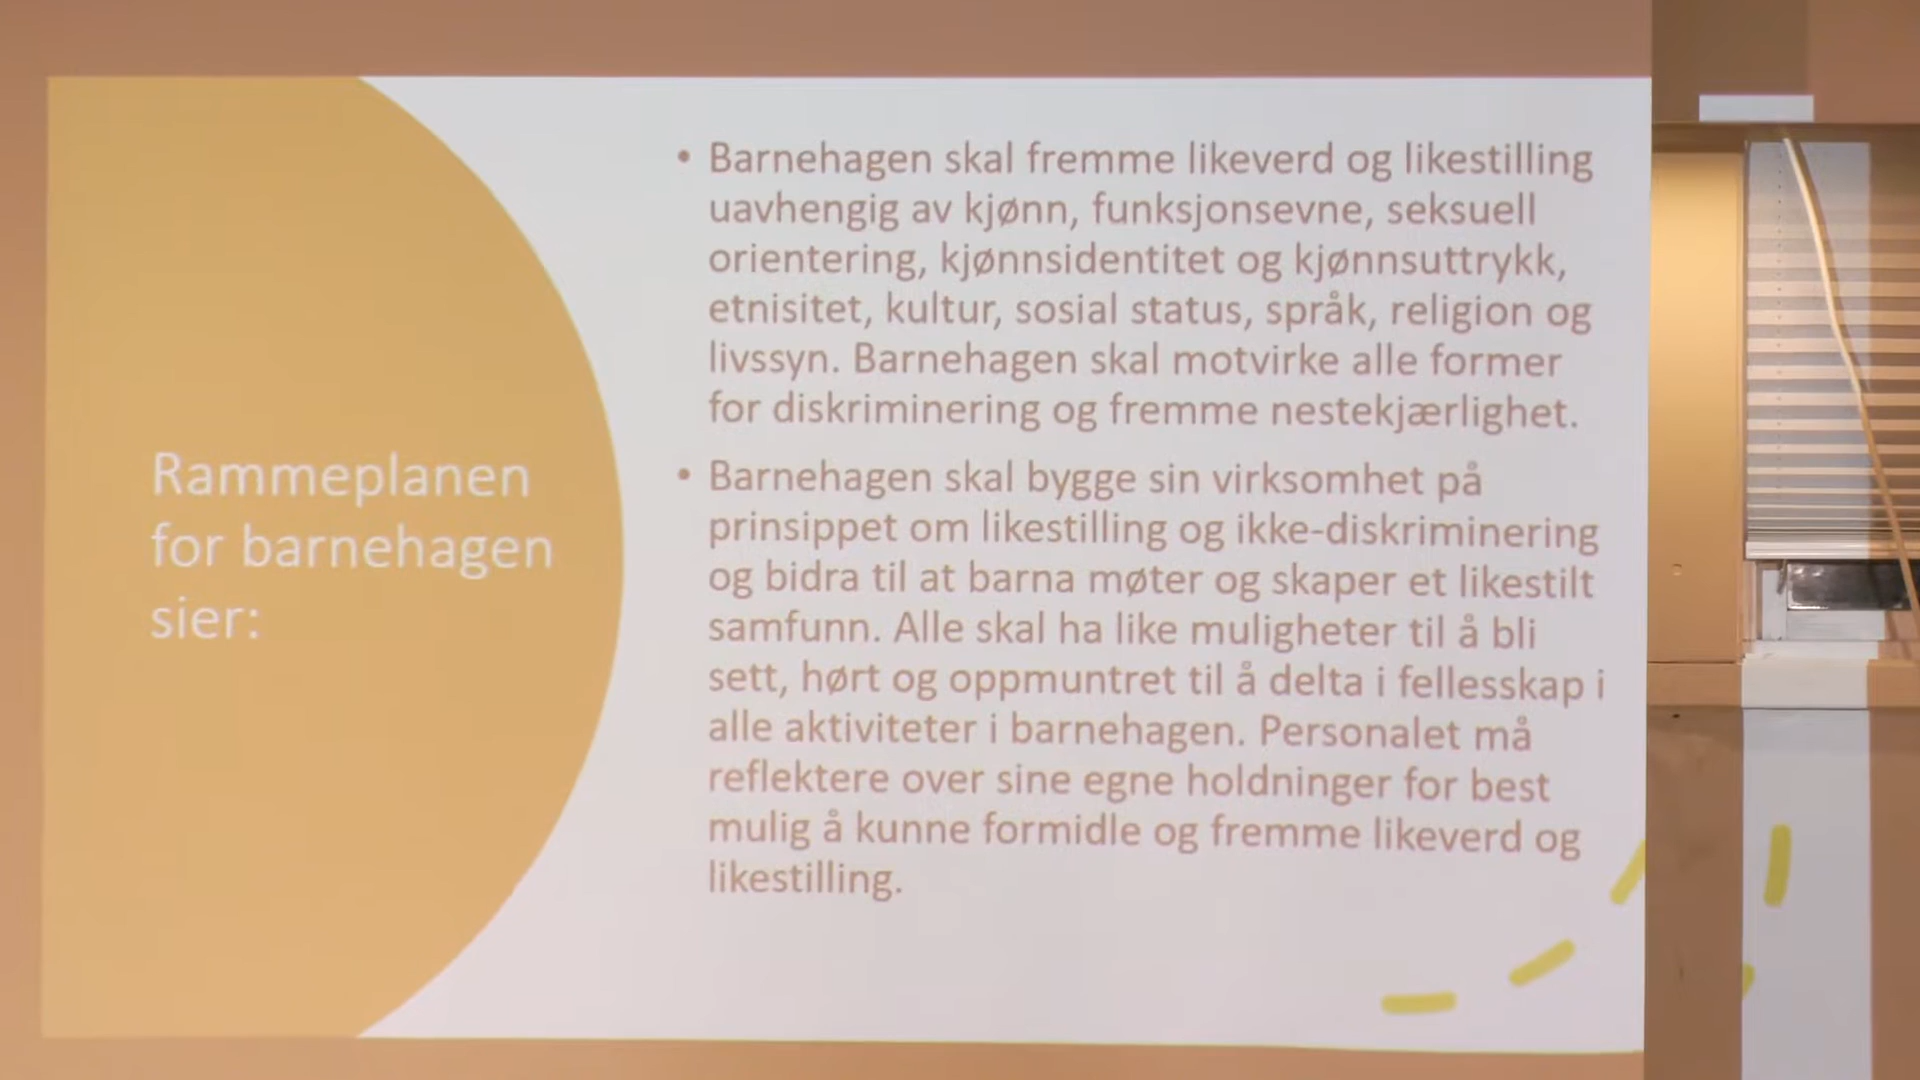 Rammeplanen
for barnehagen
sier:
• Barnehagen skal fremme likeverd og likestilling
uavhengig av kjønn, funksjonsevne, seksuell
orientering, kjønnsidentitet og kjønnsuttrykk,
etnisitet, kultur, sosial status, språk, religion og
livssyn. Barnehagen skal motvirke alle former
for diskriminering og fremme nestekjærlighet.
• Barnehagen skal bygge sin virksomhet på
prinsippet om likestilling og ikke-diskriminering
og bidra til at barna møter og skaper et likestilt
samfunn. Alle skal ha like muligheter til å bli
sett, hørt og oppmuntret til å delta i fellesskap i
alle aktiviteter i barnehagen. Personalet må
reflektere over sine egne holdninger for best
mulig å kunne formidle og fremme likeverd og
likestilling.